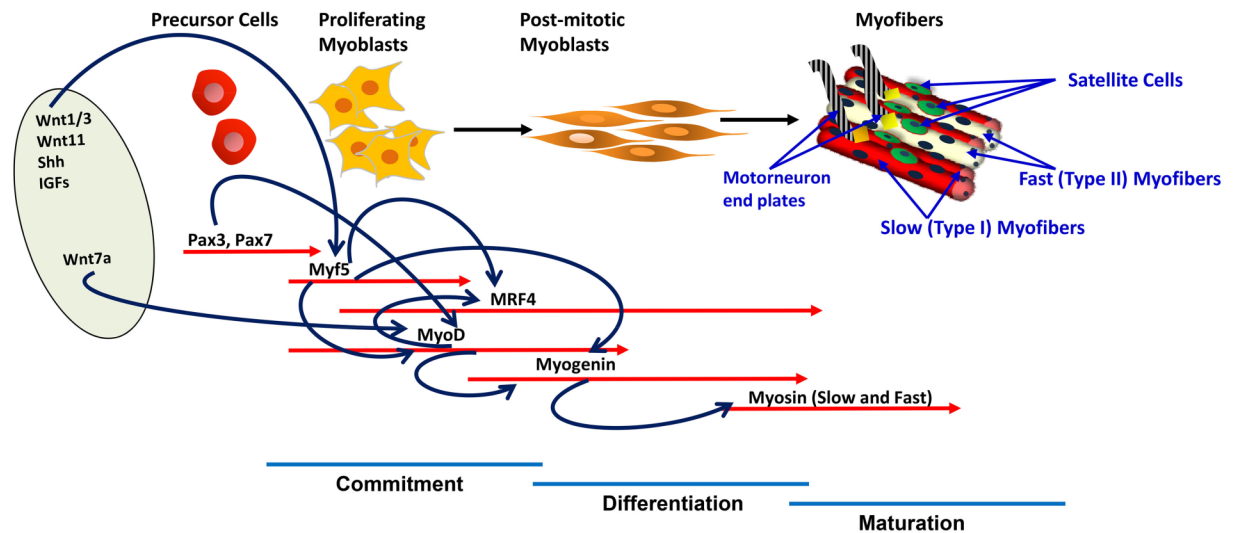 Precursor Cells
Proliferating
Myoblasts
Post-mitotic
Myoblasts
Myofibers
Satellite Cells
Wnt1/3
Wnt11
Shh
IGFs
Motorneuron
end plates
Fast (Type II) Myofibers
Slow (Type I) Myofibers
Pax3, Pax7
Wnt7a
Myf5
MRF4
MyoD
Myogenin
Myosin (Slow and Fast)
Commitment
Differentiation
Maturation